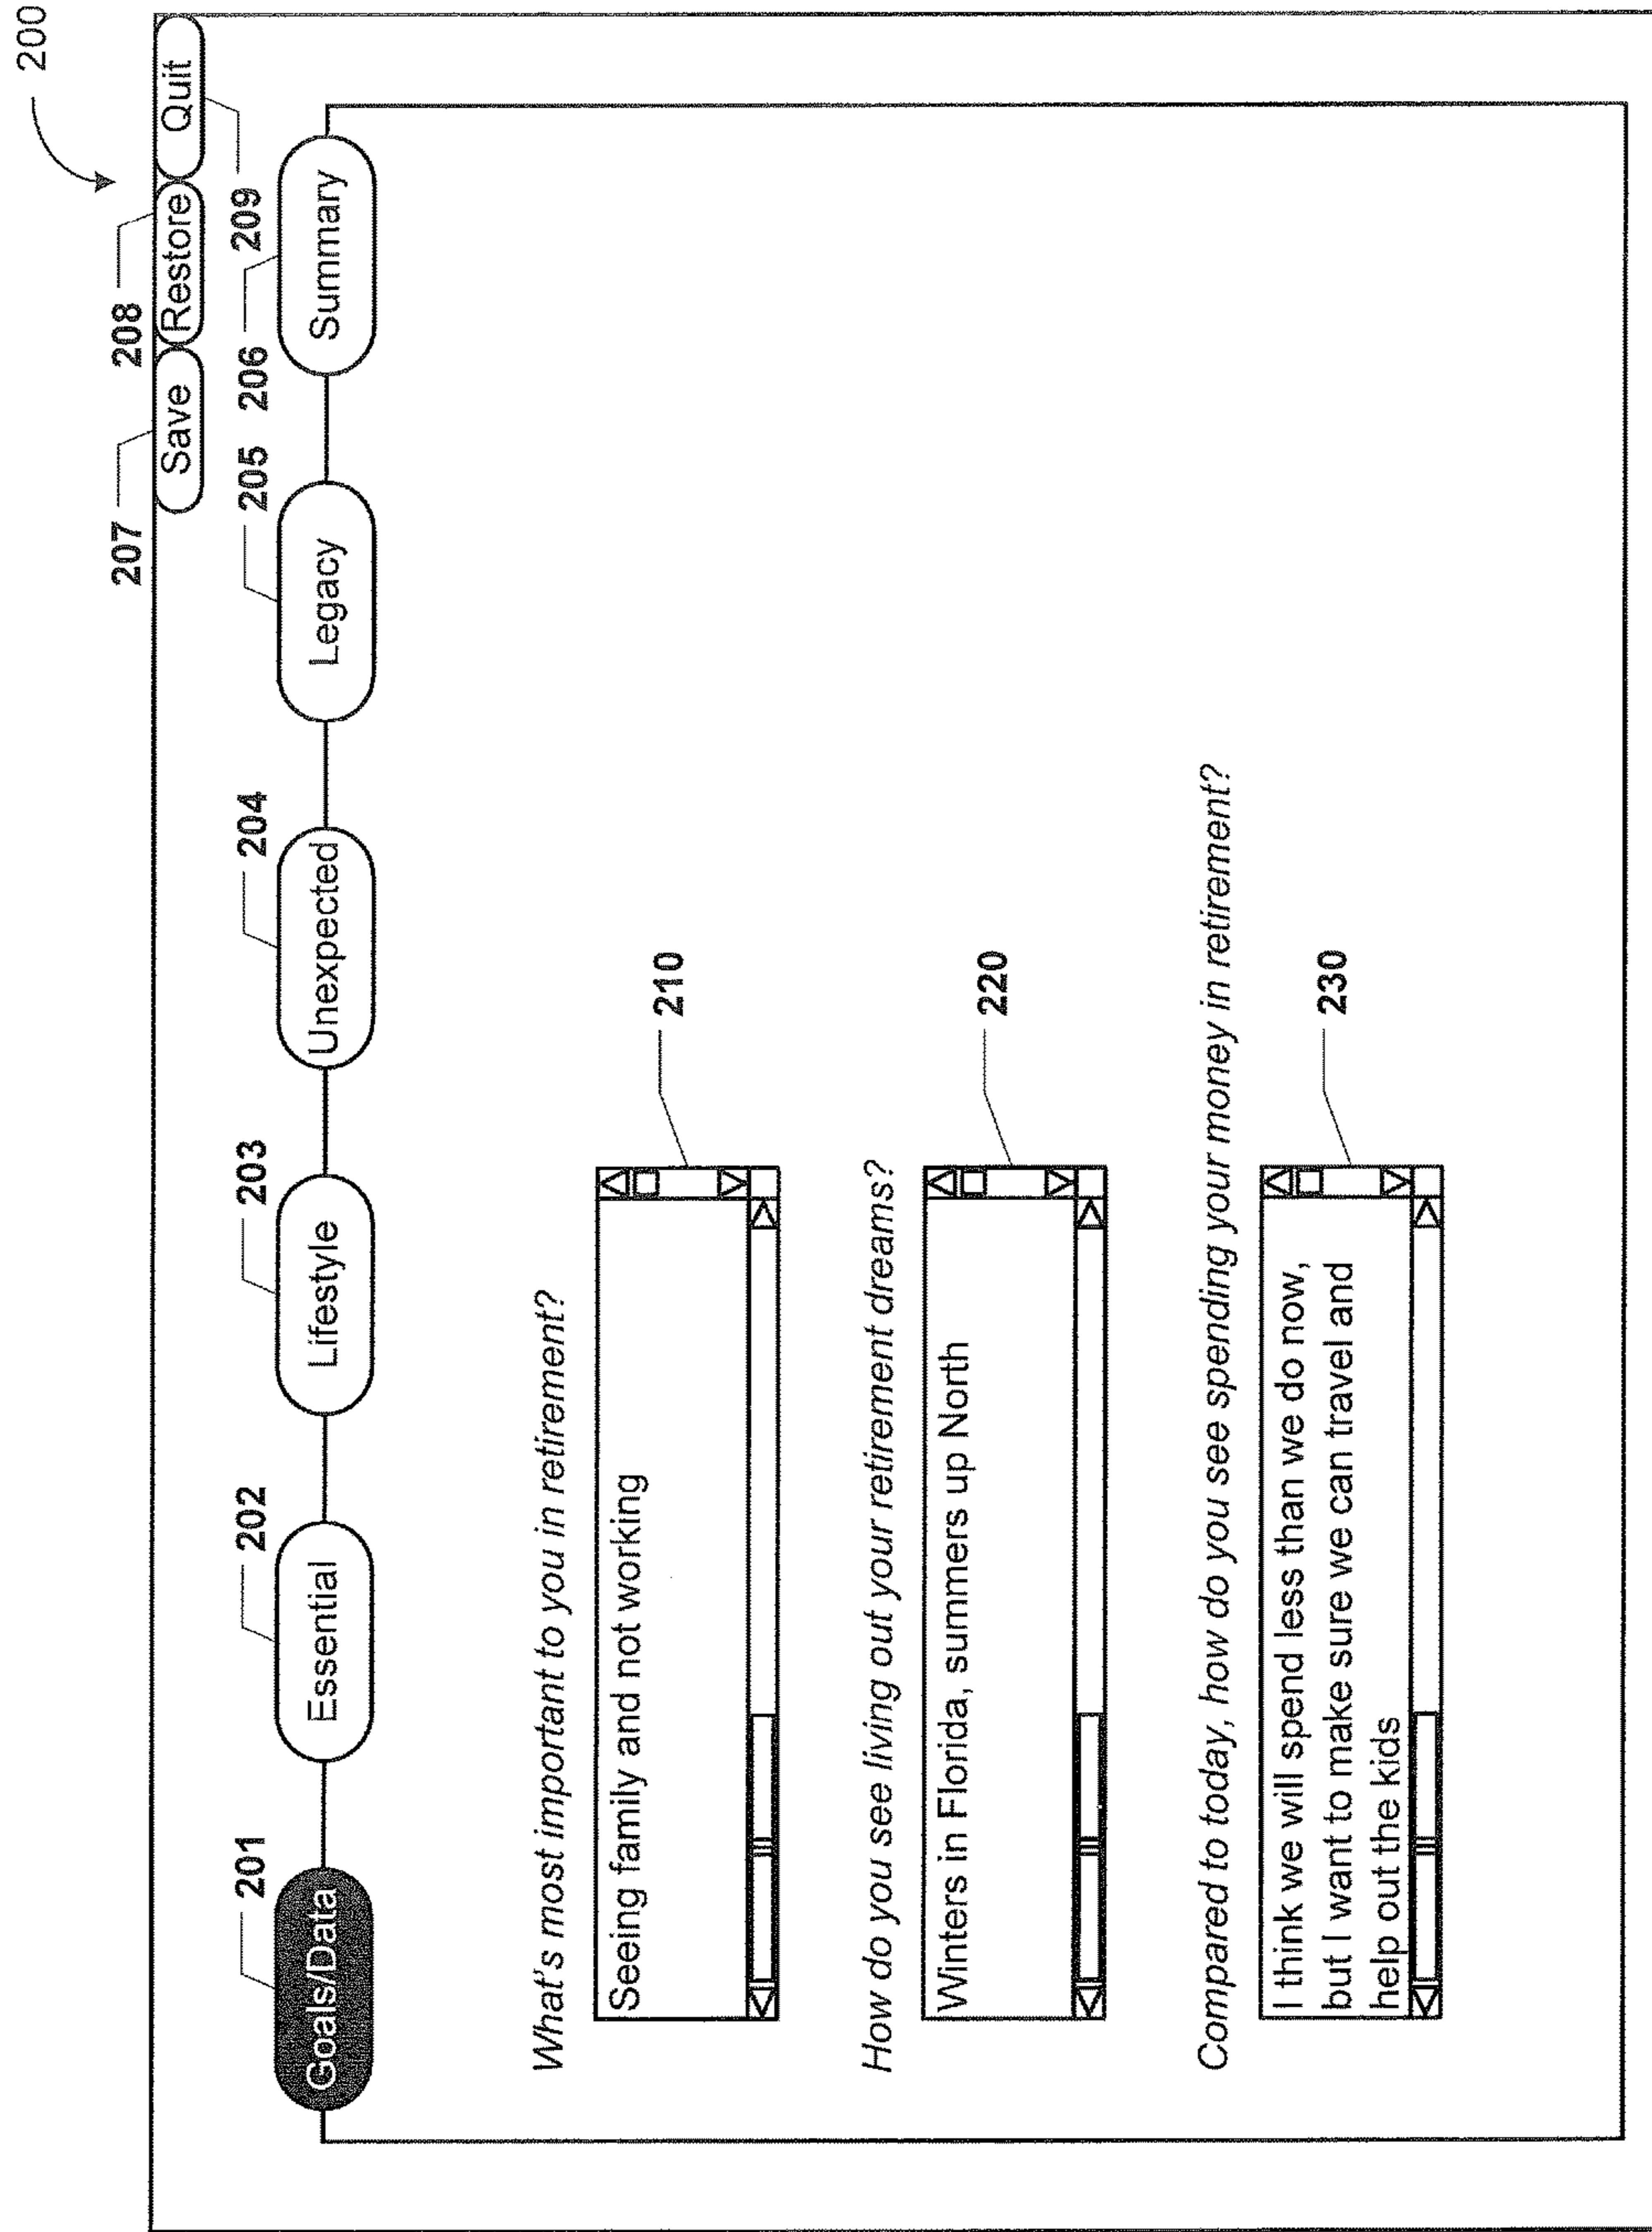 200
207
208
Save
Restore
Quit
209
201
202
203
204
205
206
Goals/Data
Essential
Lifestyle
Unexpected
Legacy
Summary
What's most important to you in retirement?
Seeing family and not working
210
How do you see living out your retirement dreams?
Winters in Florida, summers up North
220
Compared to today, how do you see spending your money in retirement?
I think we will spend less than we do now,
but I want to make sure we can travel and
help out the kids
230